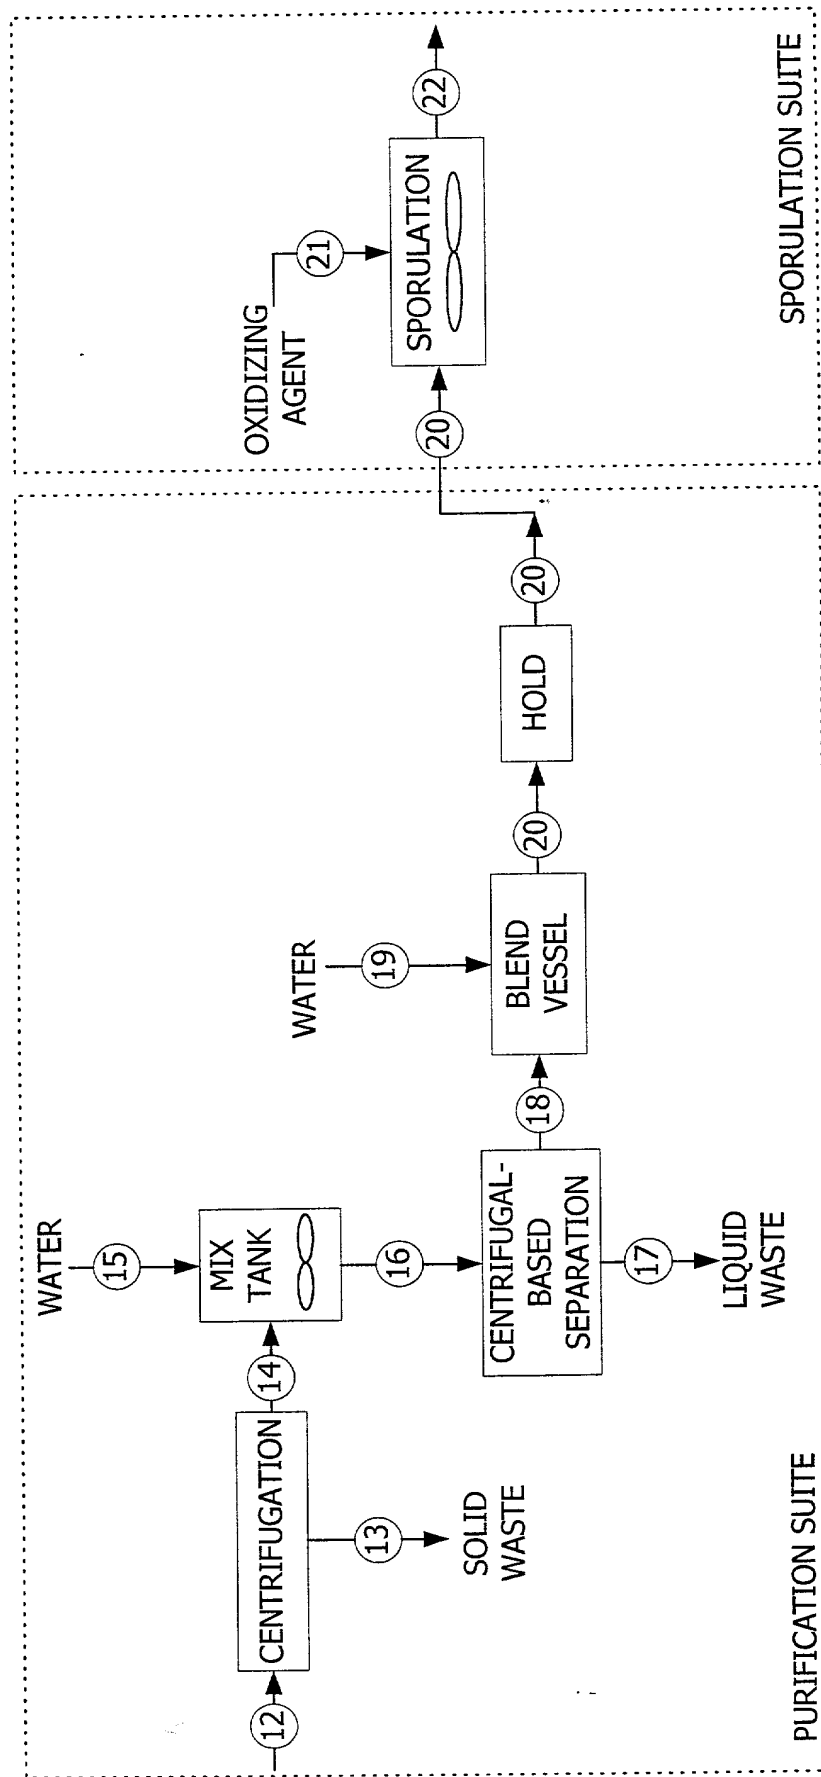 12
CENTRIFUGATION
13
SOLID
WASTE
14
WATER
15
MIX
TANK
16
CENTRIFUGAL-
BASED
SEPARATION
17
LIQUID
WASTE
18
WATER
19
BLEND
VESSEL
20
HOLD
20
PURIFICATION SUITE
20
OXIDIZING
AGENT
21
SPORULATION
22
SPORULATION SUITE